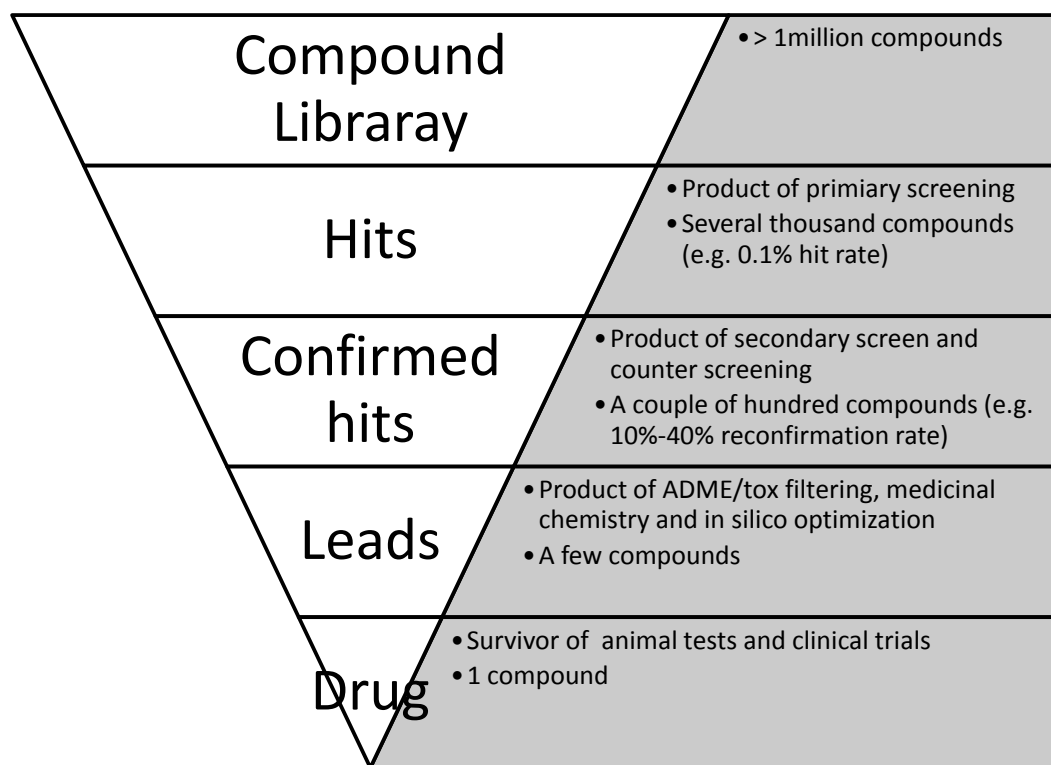 Compound
Libraray
• > 1million compounds
Hits
• Product of primiary screening
• Several thousand compounds
(e.g. 0.1% hit rate)
Confirmed
hits
• Product of secondary screen and
counter screening
• A couple of hundred compounds (e.g.
10%-40% reconfirmation rate)
Leads
• Product of ADME/tox filtering, medicinal
chemistry and in silico optimization
• A few compounds
Drug
• Survivor of animal tests and clinical trials
• 1 compound